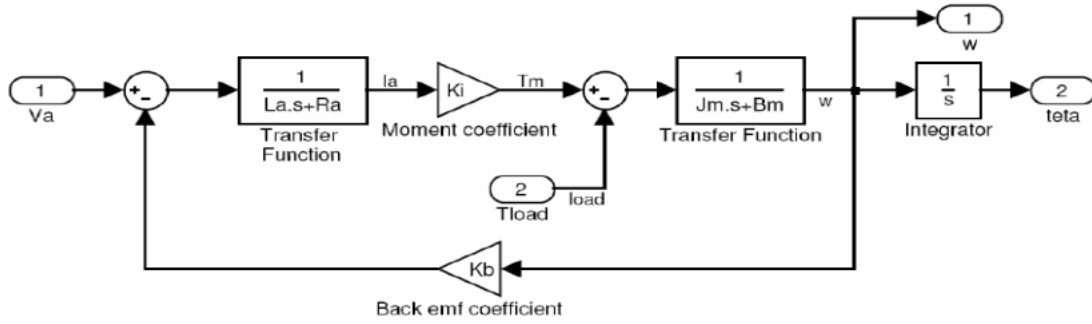 1
w
1
Va
+
-
1
La.s+Ra
Transfer
Function
Ia
Ki
Moment coefficient
Tm
+
-
1
Jm.s+Bm
Transfer Function
w
1
s
Integrator
2
teta
2
Tload
load
Kb
Back emf coefficient